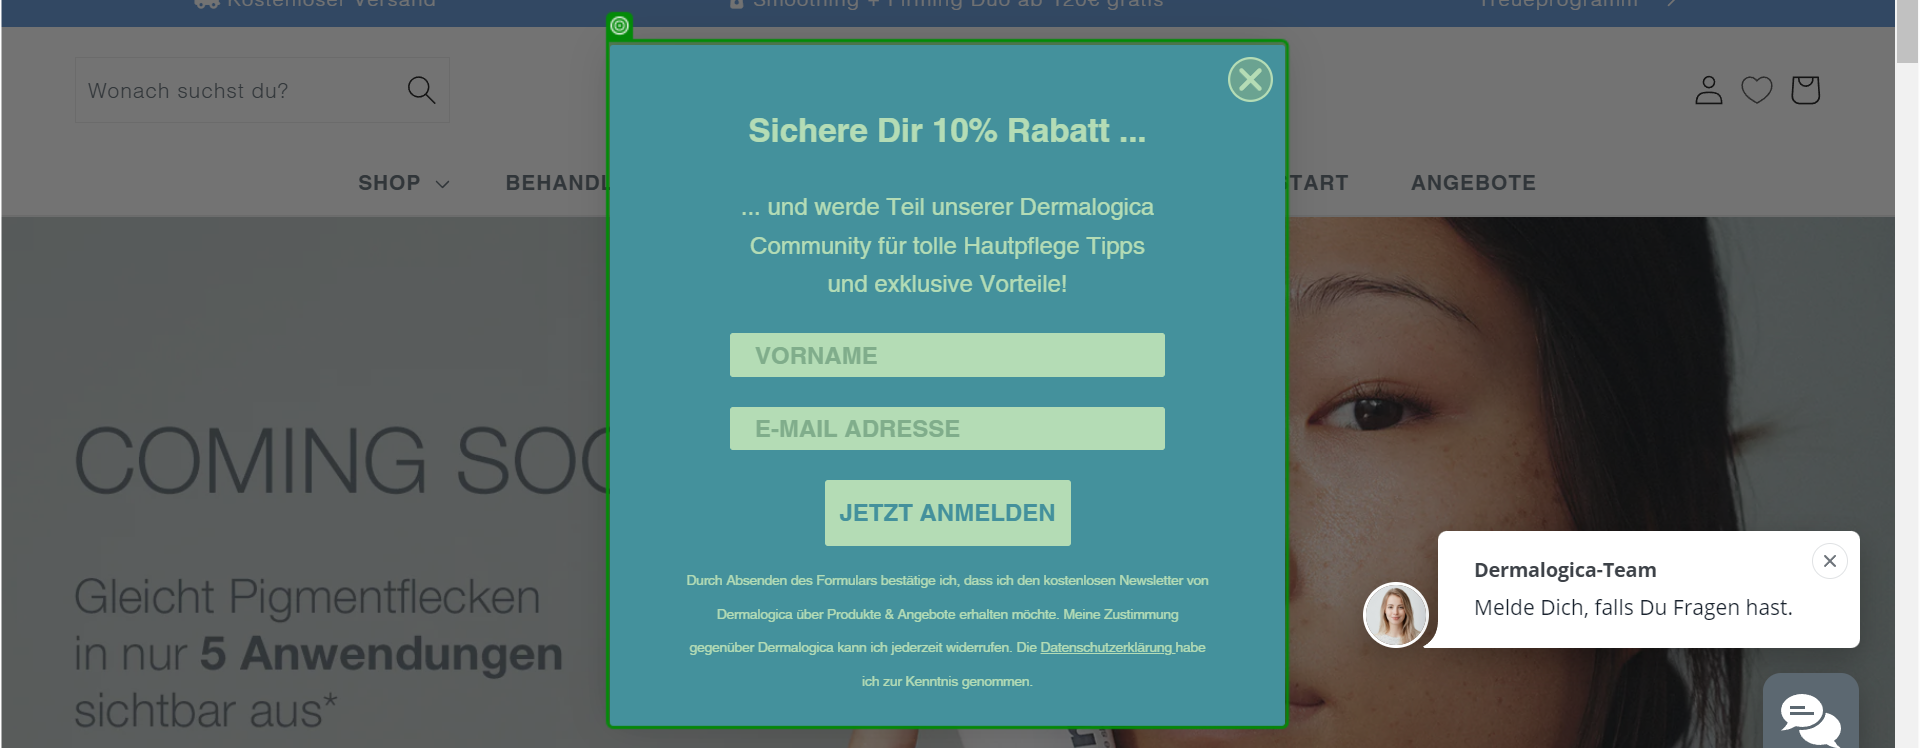 Kostenloser Versand
Smoothing + Firming Duo ab 120€ gratis
Treueprogramm
Wonach suchst du?
SHOP
BEHANDL
START
ANGEBOTE
Sichere Dir 10% Rabatt ...
... und werde Teil unserer Dermalogica
Community für tolle Hautpflege Tipps
und exklusive Vorteile!
VORNAME
E-MAIL ADRESSE
JETZT ANMELDEN
Durch Absenden des Formulars bestätige ich, dass ich den kostenlosen Newsletter von
Dermalogica über Produkte & Angebote erhalten möchte. Meine Zustimmung
gegenüber Dermalogica kann ich jederzeit widerrufen. Die Datenschutzerklärung habe
ich zur Kenntnis genommen.
COMING SOO
Gleicht Pigmentflecken
in nur 5 Anwendungen
sichtbar aus*
Dermalogica-Team
Melde Dich, falls Du Fragen hast.